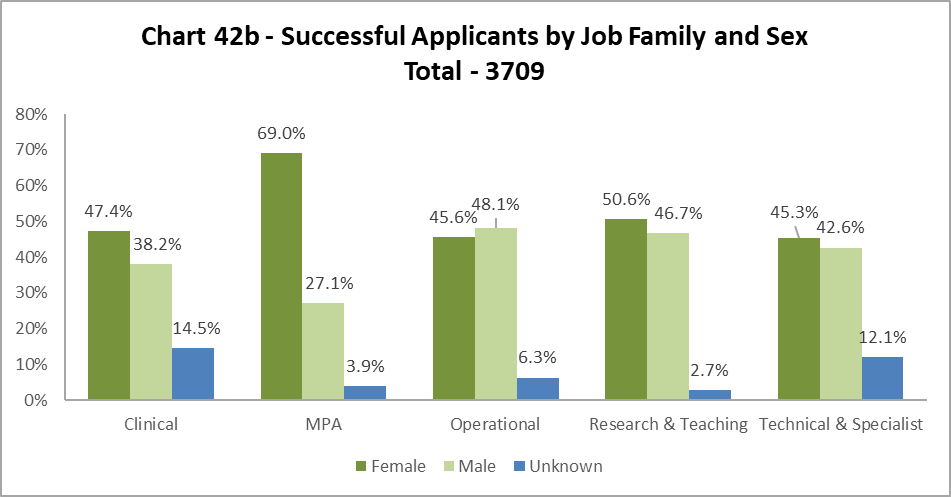 Chart 42b - Successful Applicants by Job Family and Sex
Total - 3709
80%
70%
60%
50%
40%
30%
20%
10%
0%
47.4%
38.2%
14.5%
69.0%
27.1%
3.9%
45.6%
48.1%
6.3%
50.6%
46.7%
2.7%
45.3%
42.6%
12.1%
Clinical
MPA
Operational
Research & Teaching
Technical & Specialist
Female
Male
Unknown